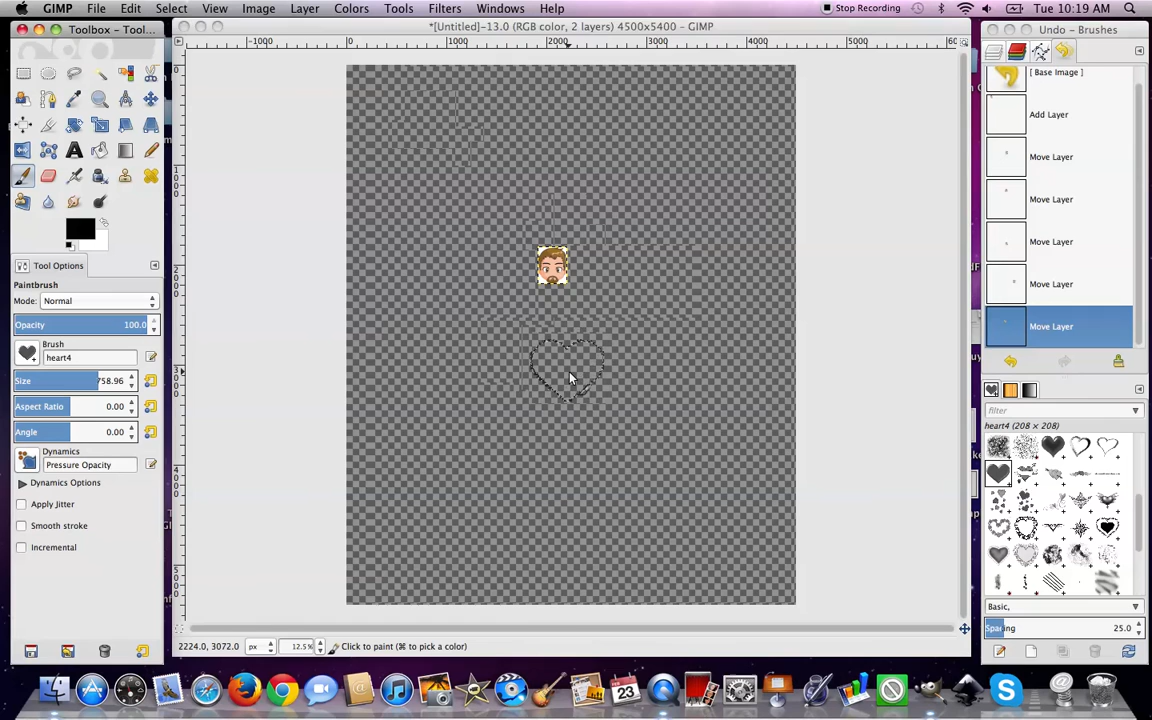 GIMP File Edit Select View Image Layer Colors Tools Filters Windows Help
Stop Recording Tue 10:19 AM
Toolbox - Tool...
*[Untitled]-13.0 (RGB color, 2 layers) 4500x5400 – GIMP
Undo - Brushes
-1000 0 1000 2000 3000 4000 5000
[ Base Image ]
Add Layer
Move Layer
Move Layer
Move Layer
Move Layer
Move Layer
Tool Options
Paintbrush
Mode: Normal
Opacity 100.0
Brush
heart4
Size 758.96
Aspect Ratio 0.00
Angle 0.00
Dynamics
Pressure Opacity
Dynamics Options
Apply Jitter
Smooth stroke
Incremental
filter
heart4 (208 × 208)
Basic,
Spacing 25.0
2224.0, 3072.0 px 12.5% Click to paint (⌘ to pick a color)
23